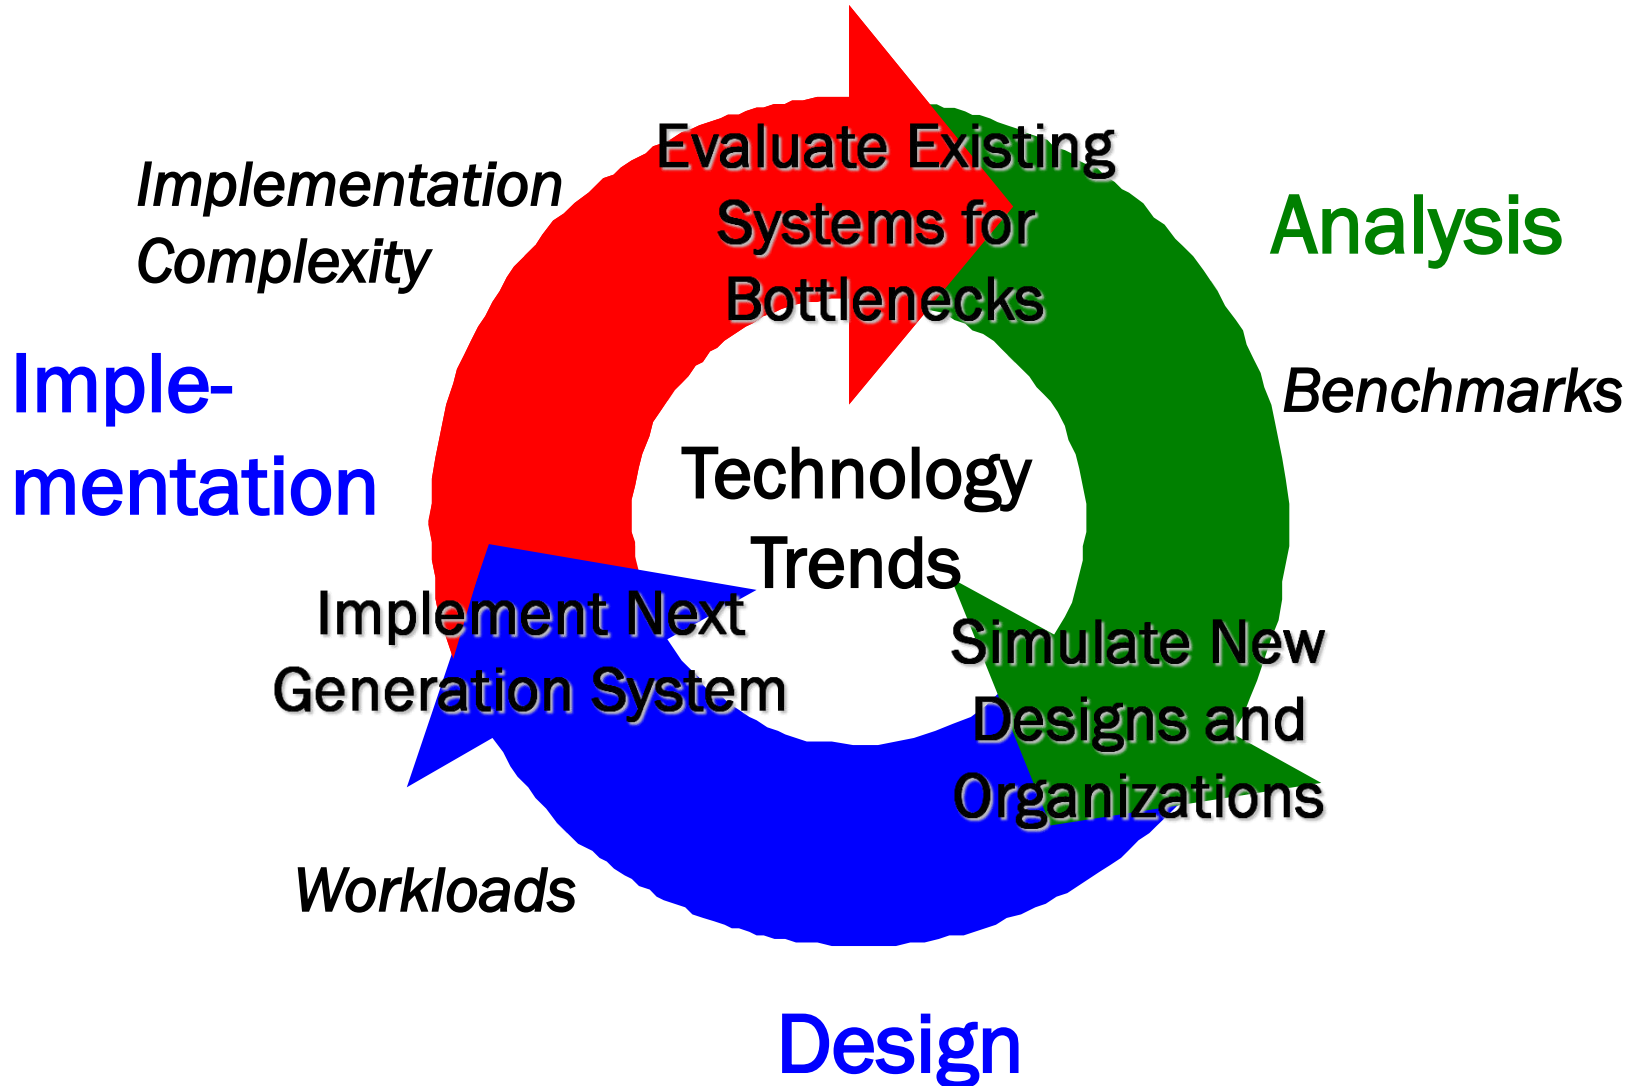 Evaluate Existing
Systems for
Bottlenecks
Implementation
Complexity
Analysis
Imple-
mentation
Benchmarks
Technology
Trends
Implement Next
Generation System
Simulate New
Designs and
Organizations
Workloads
Design